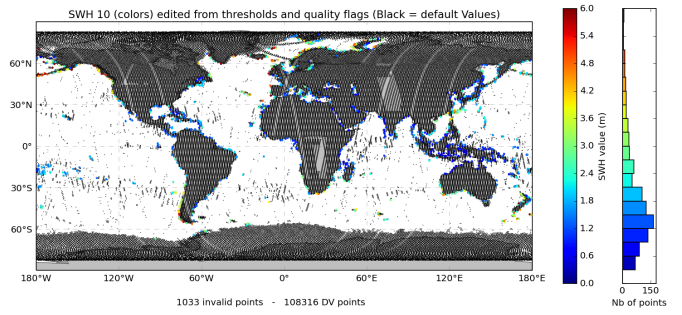 SWH 10 (colors) edited from thresholds and quality flags (Black = default Values)
60°N
30°N
0°
30°S
60°S
180°W 120°W 60°W 0° 60°E 120°E 180°E
1033 invalid points - 108316 DV points
6.0
5.4
4.8
4.2
3.6
3.0
2.4
1.8
1.2
0.6
0.0
SWH value (m)
0 150
Nb of points